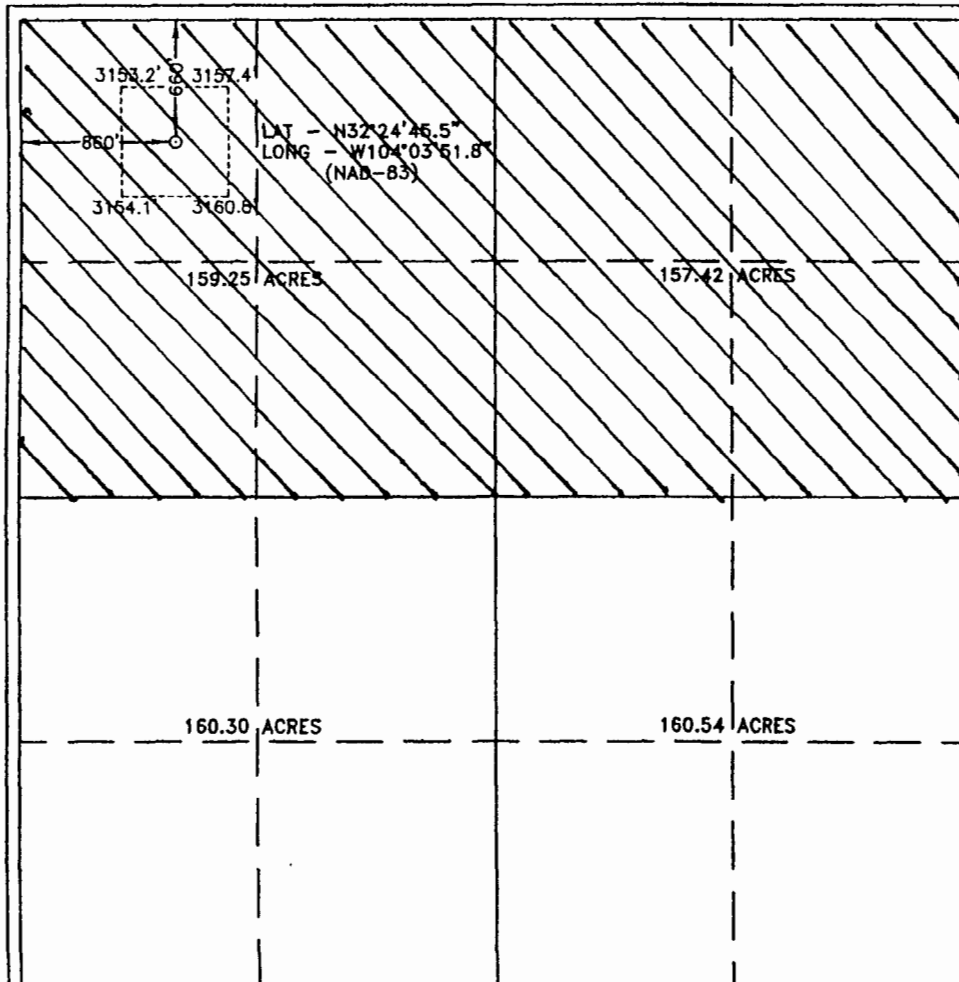 660'
3153.2' 3157.4'
860'
LAT - N32°24'45.5"
LONG - W104°03'51.8"
(NAD-83)
3154.1' 3160.8'
159.25 ACRES
157.42 ACRES
160.30 ACRES
160.54 ACRES